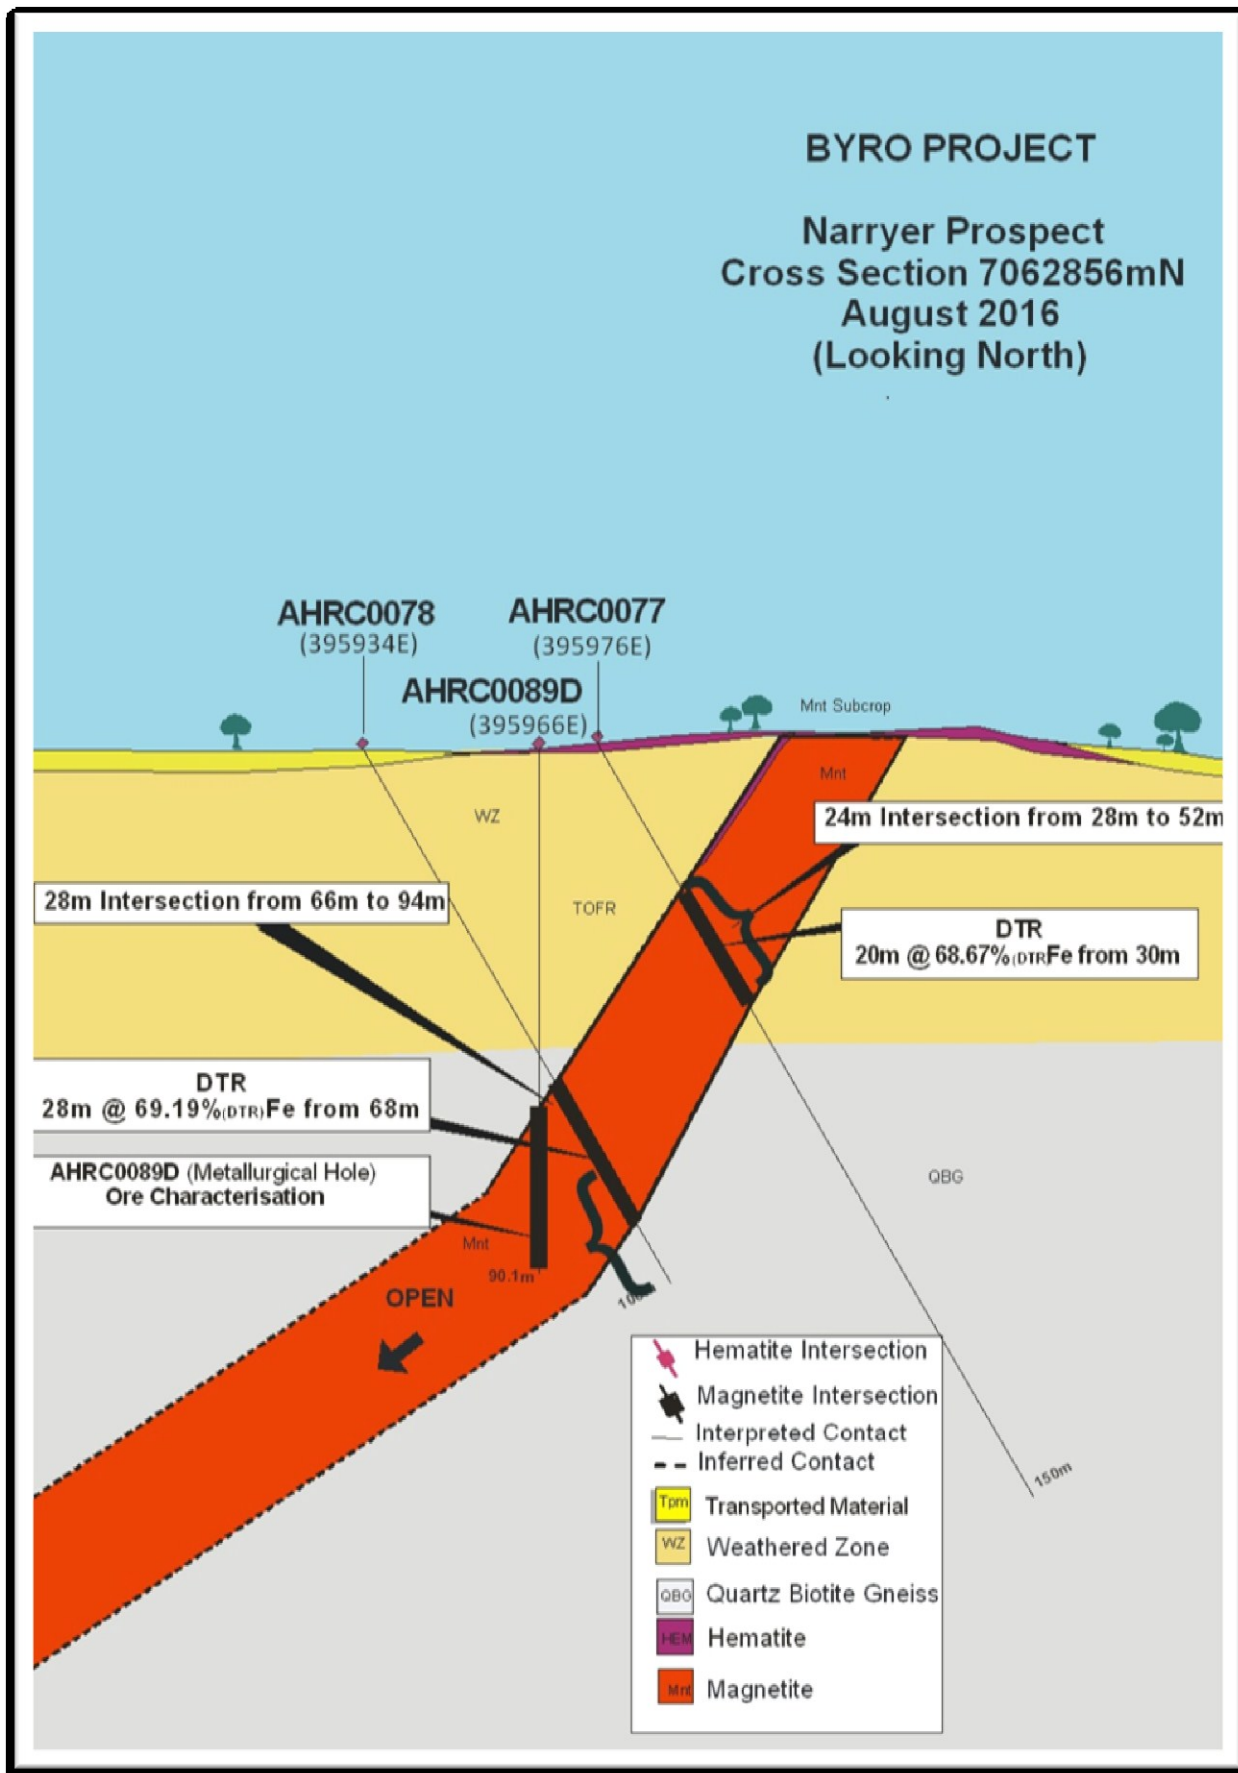 BYRO PROJECT
Narryer Prospect
Cross Section 7062856mN
August 2016
(Looking North)
AHRC0078
(395934E)
AHRC0077
(395976E)
AHRC0089D
(395966E)
Mnt Subcrop
Mnt
WZ
24m Intersection from 28m to 52m
28m Intersection from 66m to 94m
TOFR
DTR
20m @ 68.67%(DTR)Fe from 30m
DTR
28m @ 69.19%(DTR)Fe from 68m
AHRC0089D (Metallurgical Hole)
Ore Characterisation
QBG
Mnt
90.1m
OPEN
150m
Hematite Intersection
Magnetite Intersection
Interpreted Contact
Inferred Contact
Tpm Transported Material
WZ Weathered Zone
QBG Quartz Biotite Gneiss
HEM Hematite
Mnt Magnetite